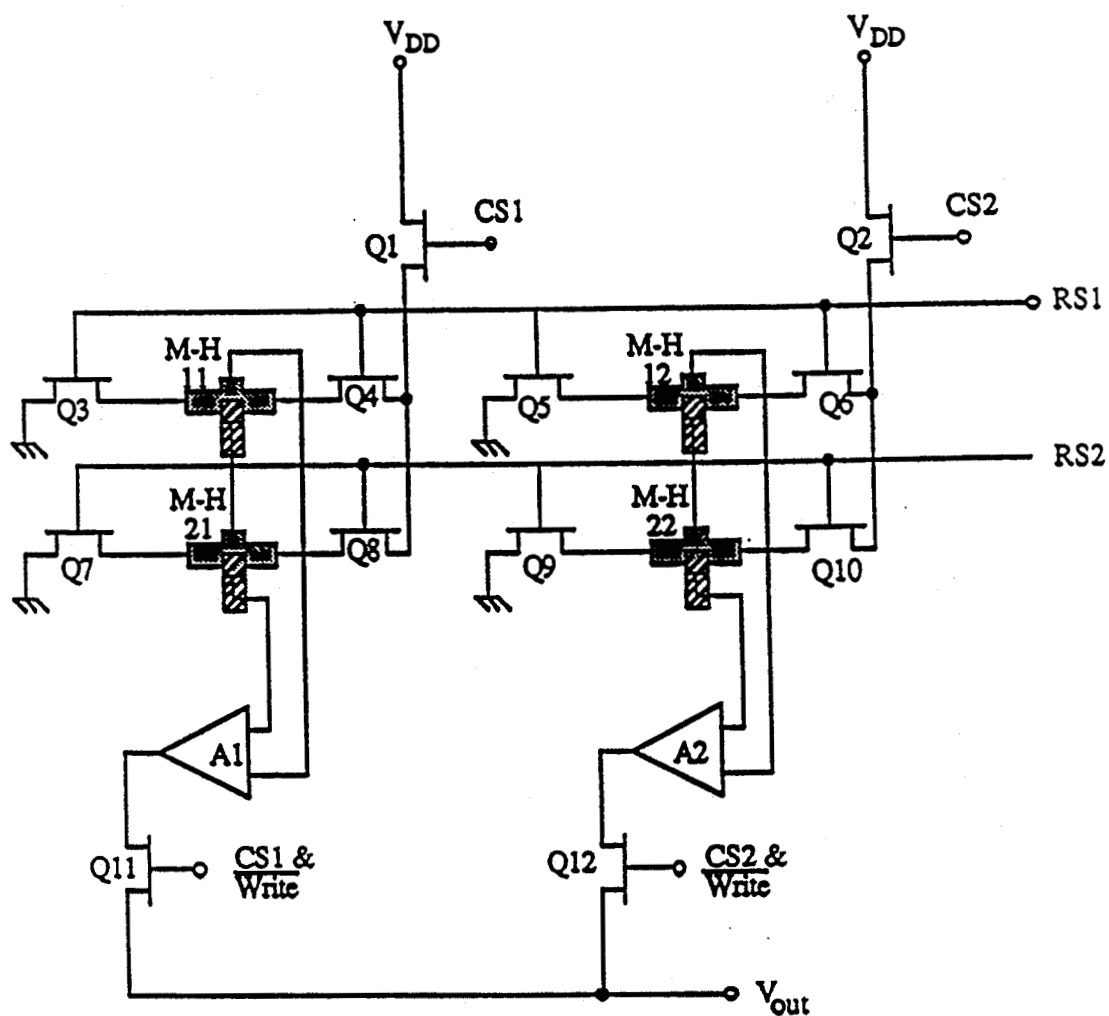 VDD
VDD
CS1
CS2
Q1
Q2
RS1
M-H
11
M-H
12
Q3
Q4
Q5
Q6
RS2
M-H
21
M-H
22
Q7
Q8
Q9
Q10
A1
A2
Q11
CS1 &
Write
Q12
CS2 &
Write
Vout